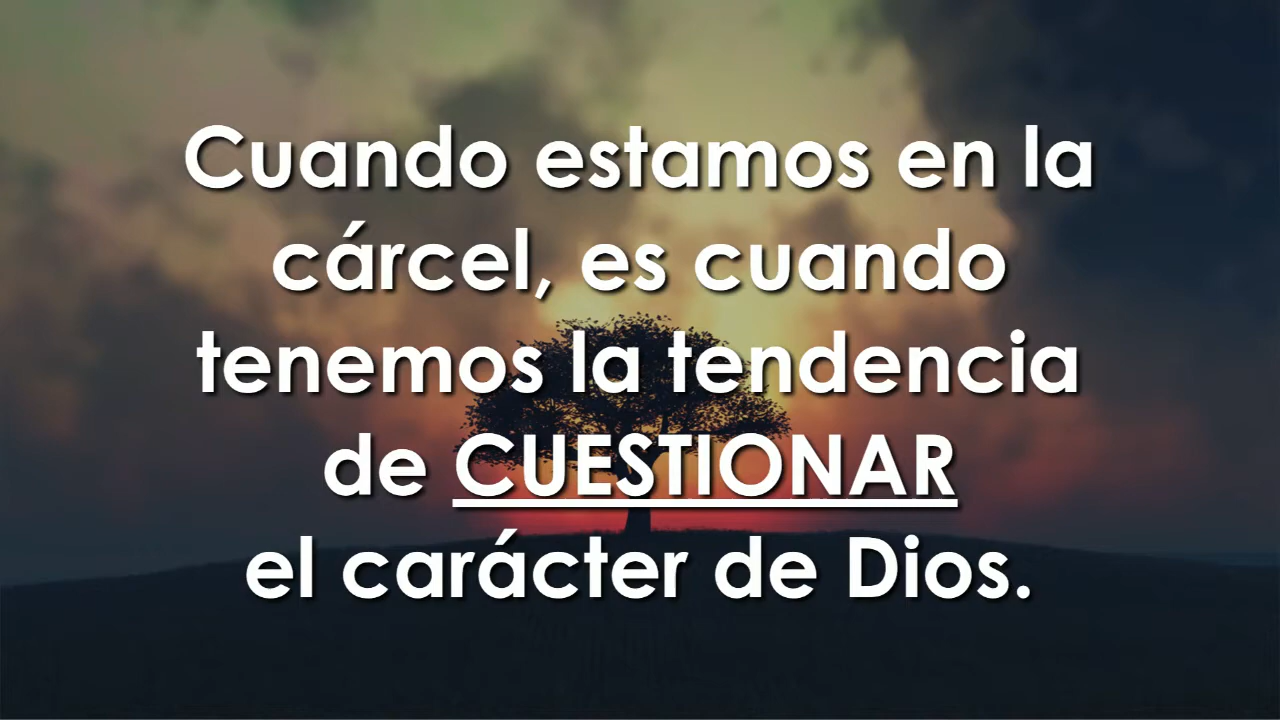 Cuando estamos en la
cárcel, es cuando
tenemos la tendencia
de CUESTIONAR
el carácter de Dios.